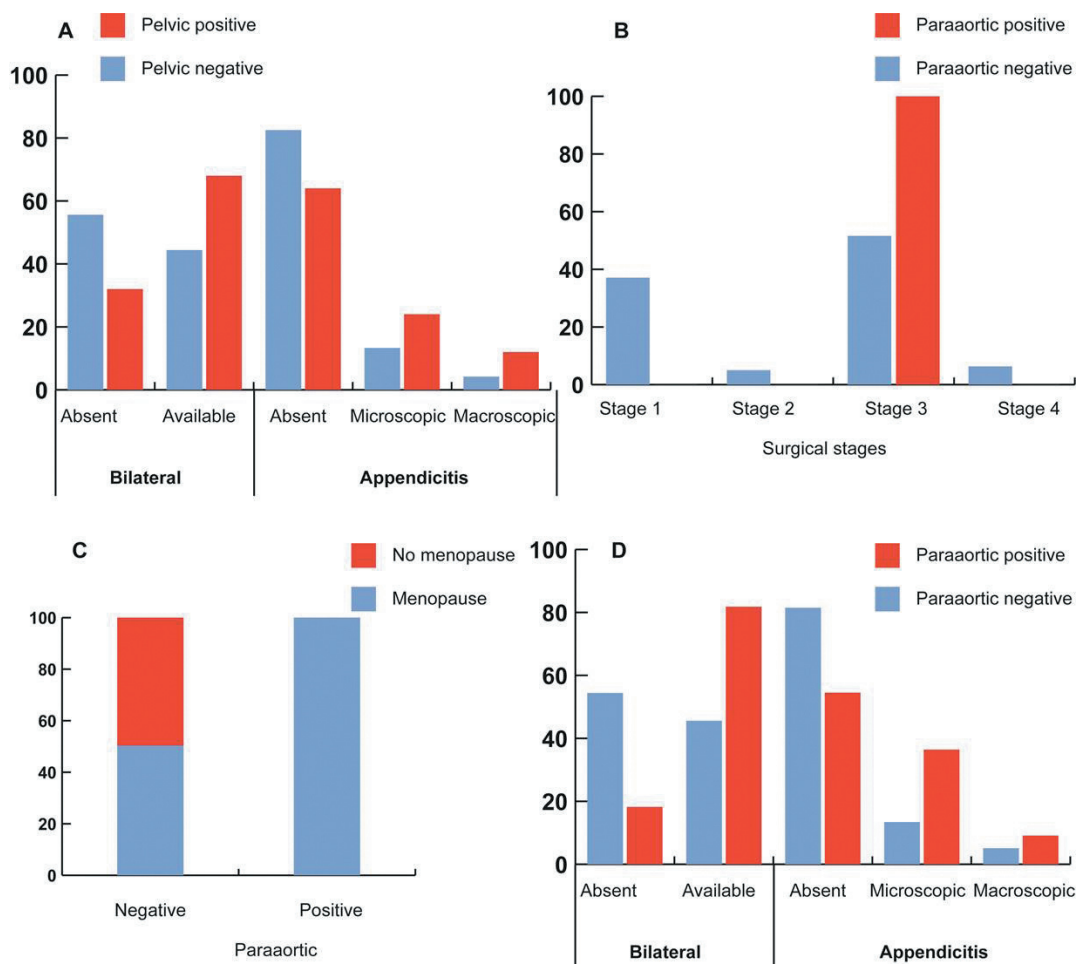 A
Pelvic positive
Pelvic negative
100
80
60
40
20
0
Absent Available Absent Microscopic Macroscopic
Bilateral Appendicitis
B
Paraaortic positive
Paraaortic negative
100
80
60
40
20
0
Stage 1 Stage 2 Stage 3 Stage 4
Surgical stages
C
No menopause
Menopause
100
80
60
40
20
0
Negative Positive
Paraaortic
D
Paraaortic positive
Paraaortic negative
100
80
60
40
20
0
Absent Available Absent Microscopic Macroscopic
Bilateral Appendicitis